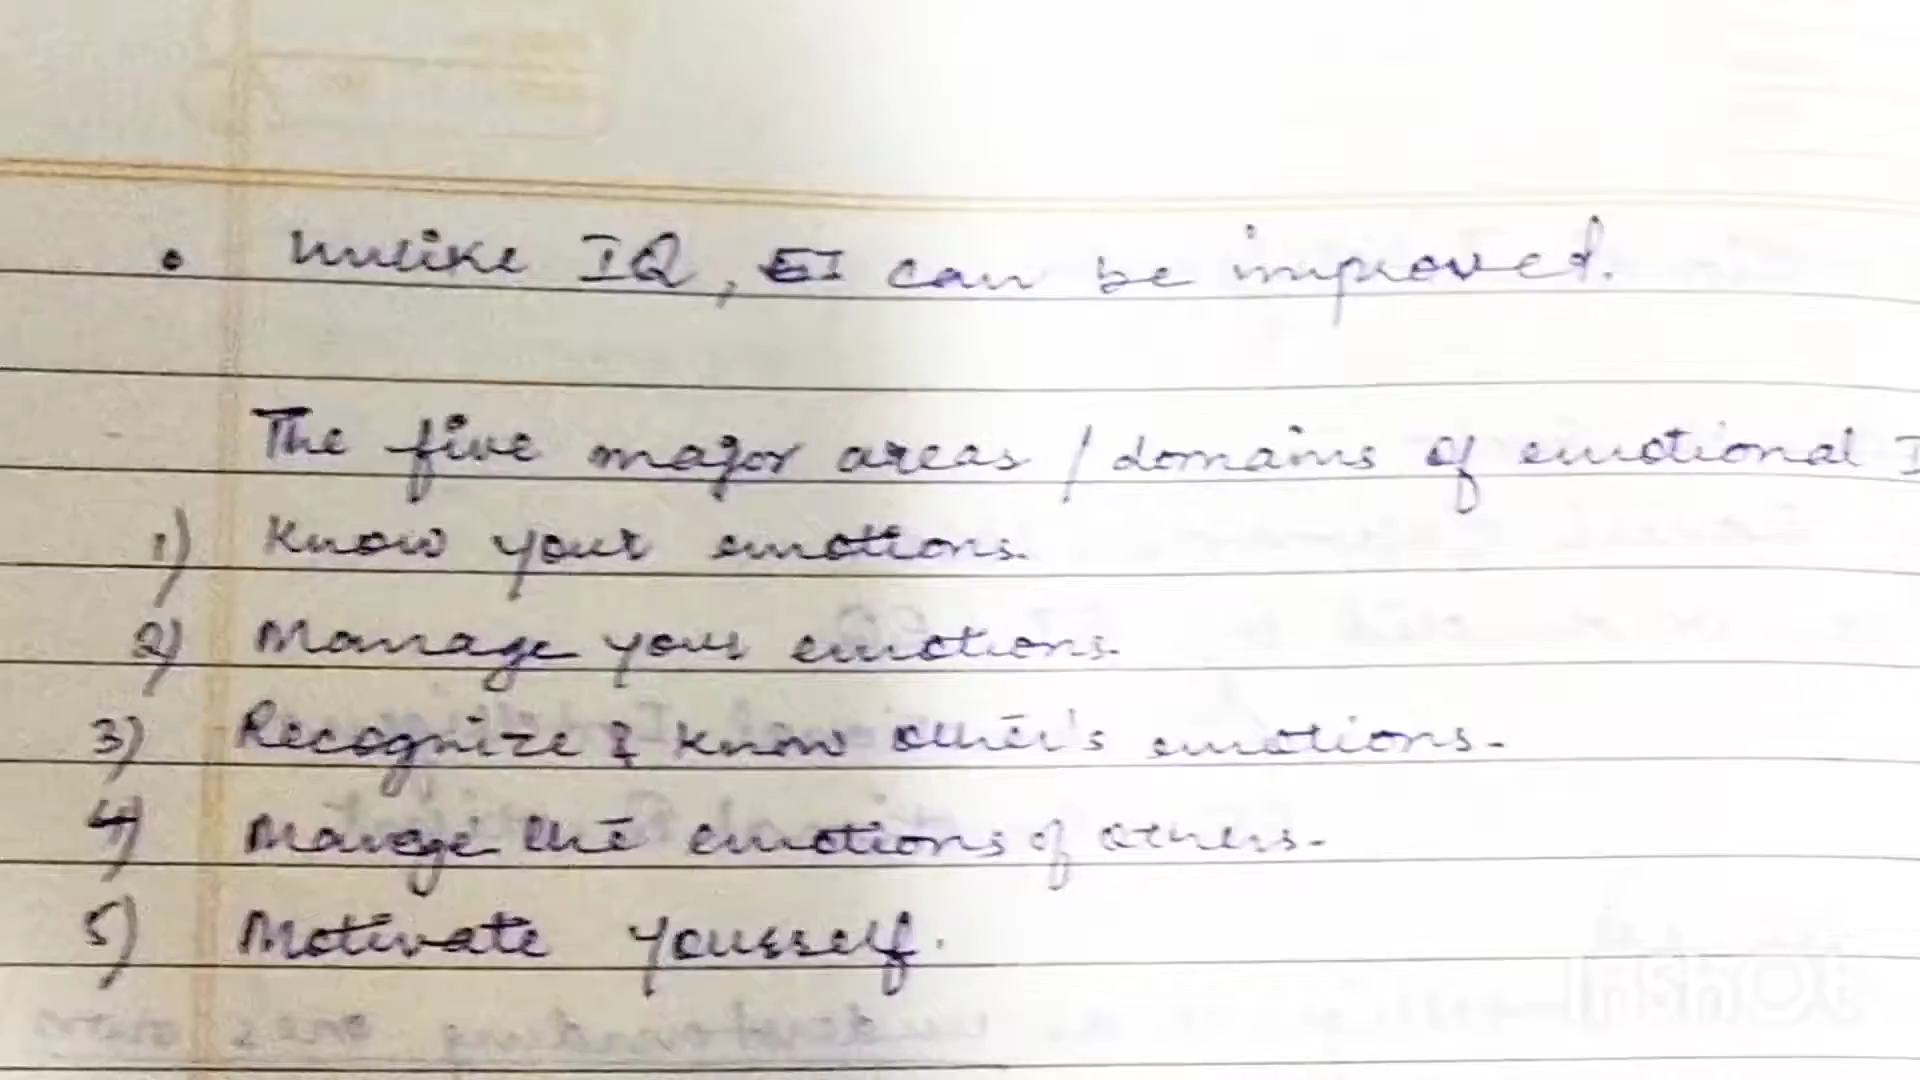 • Unlike IQ, EI can be improved.
The five major areas / domains of emotional I
1) Know your emotions.
2) Manage your emotions.
3) Recognize & know other's emotions.
4) Manage the emotions of others.
5) Motivate yourself.